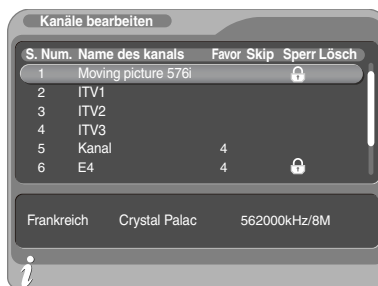 Kanäle bearbeiten
S. Num. Name des kanals Favor Skip Sperr Lösch
1 Moving picture 576i
2 ITV1
3 ITV2
4 ITV3
5 Kanal 4
6 E4 4
Frankreich Crystal Palac 562000kHz/8M
i